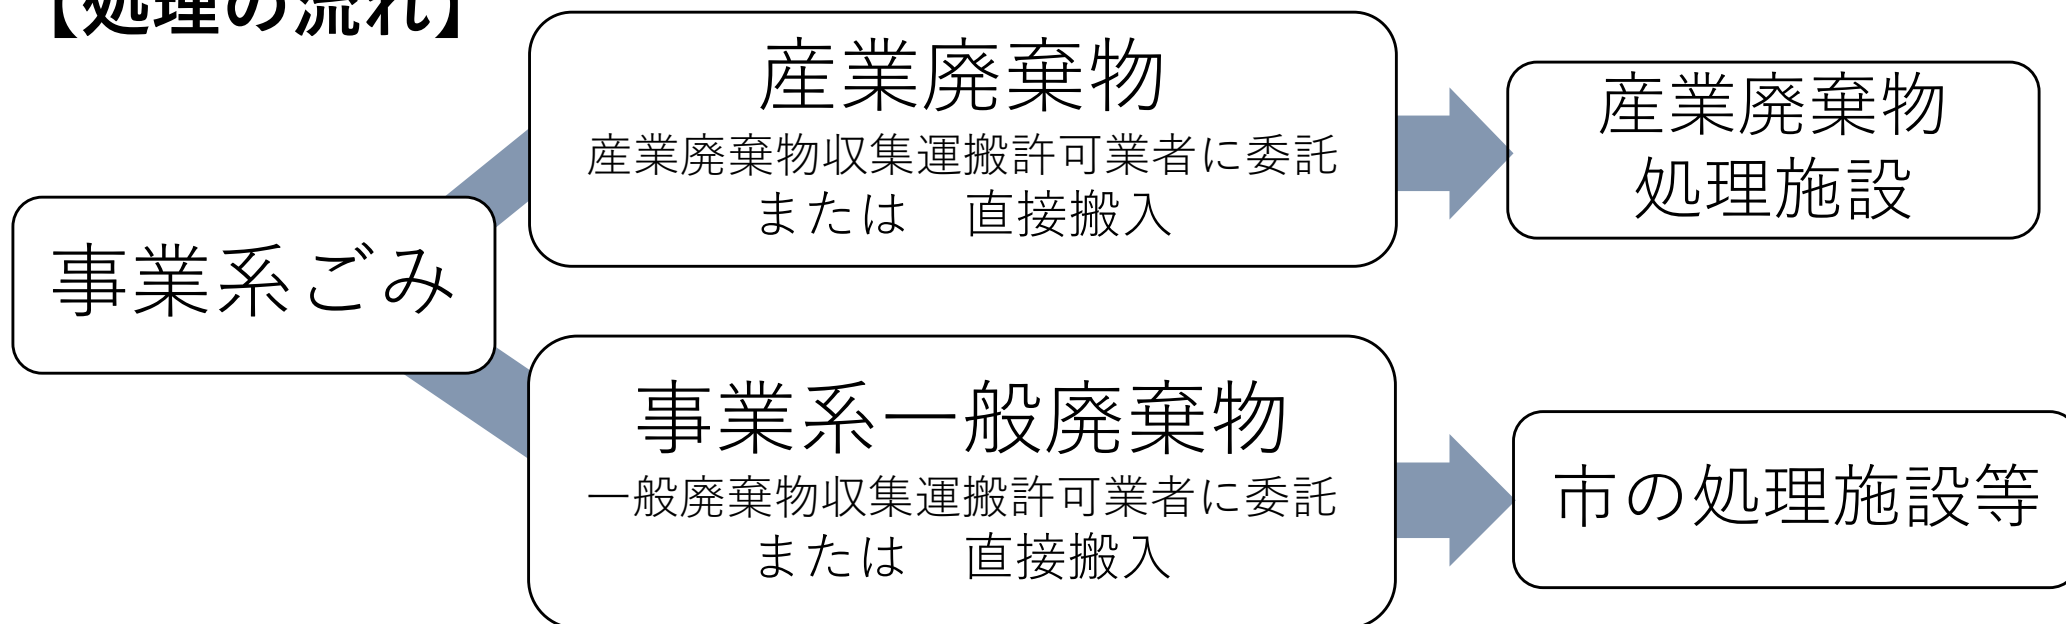 【処理の流れ】
事業系ごみ
産業廃棄物
産業廃棄物収集運搬許可業者に委託
または　直接搬入
産業廃棄物
処理施設
事業系一般廃棄物
一般廃棄物収集運搬許可業者に委託
または　直接搬入
市の処理施設等